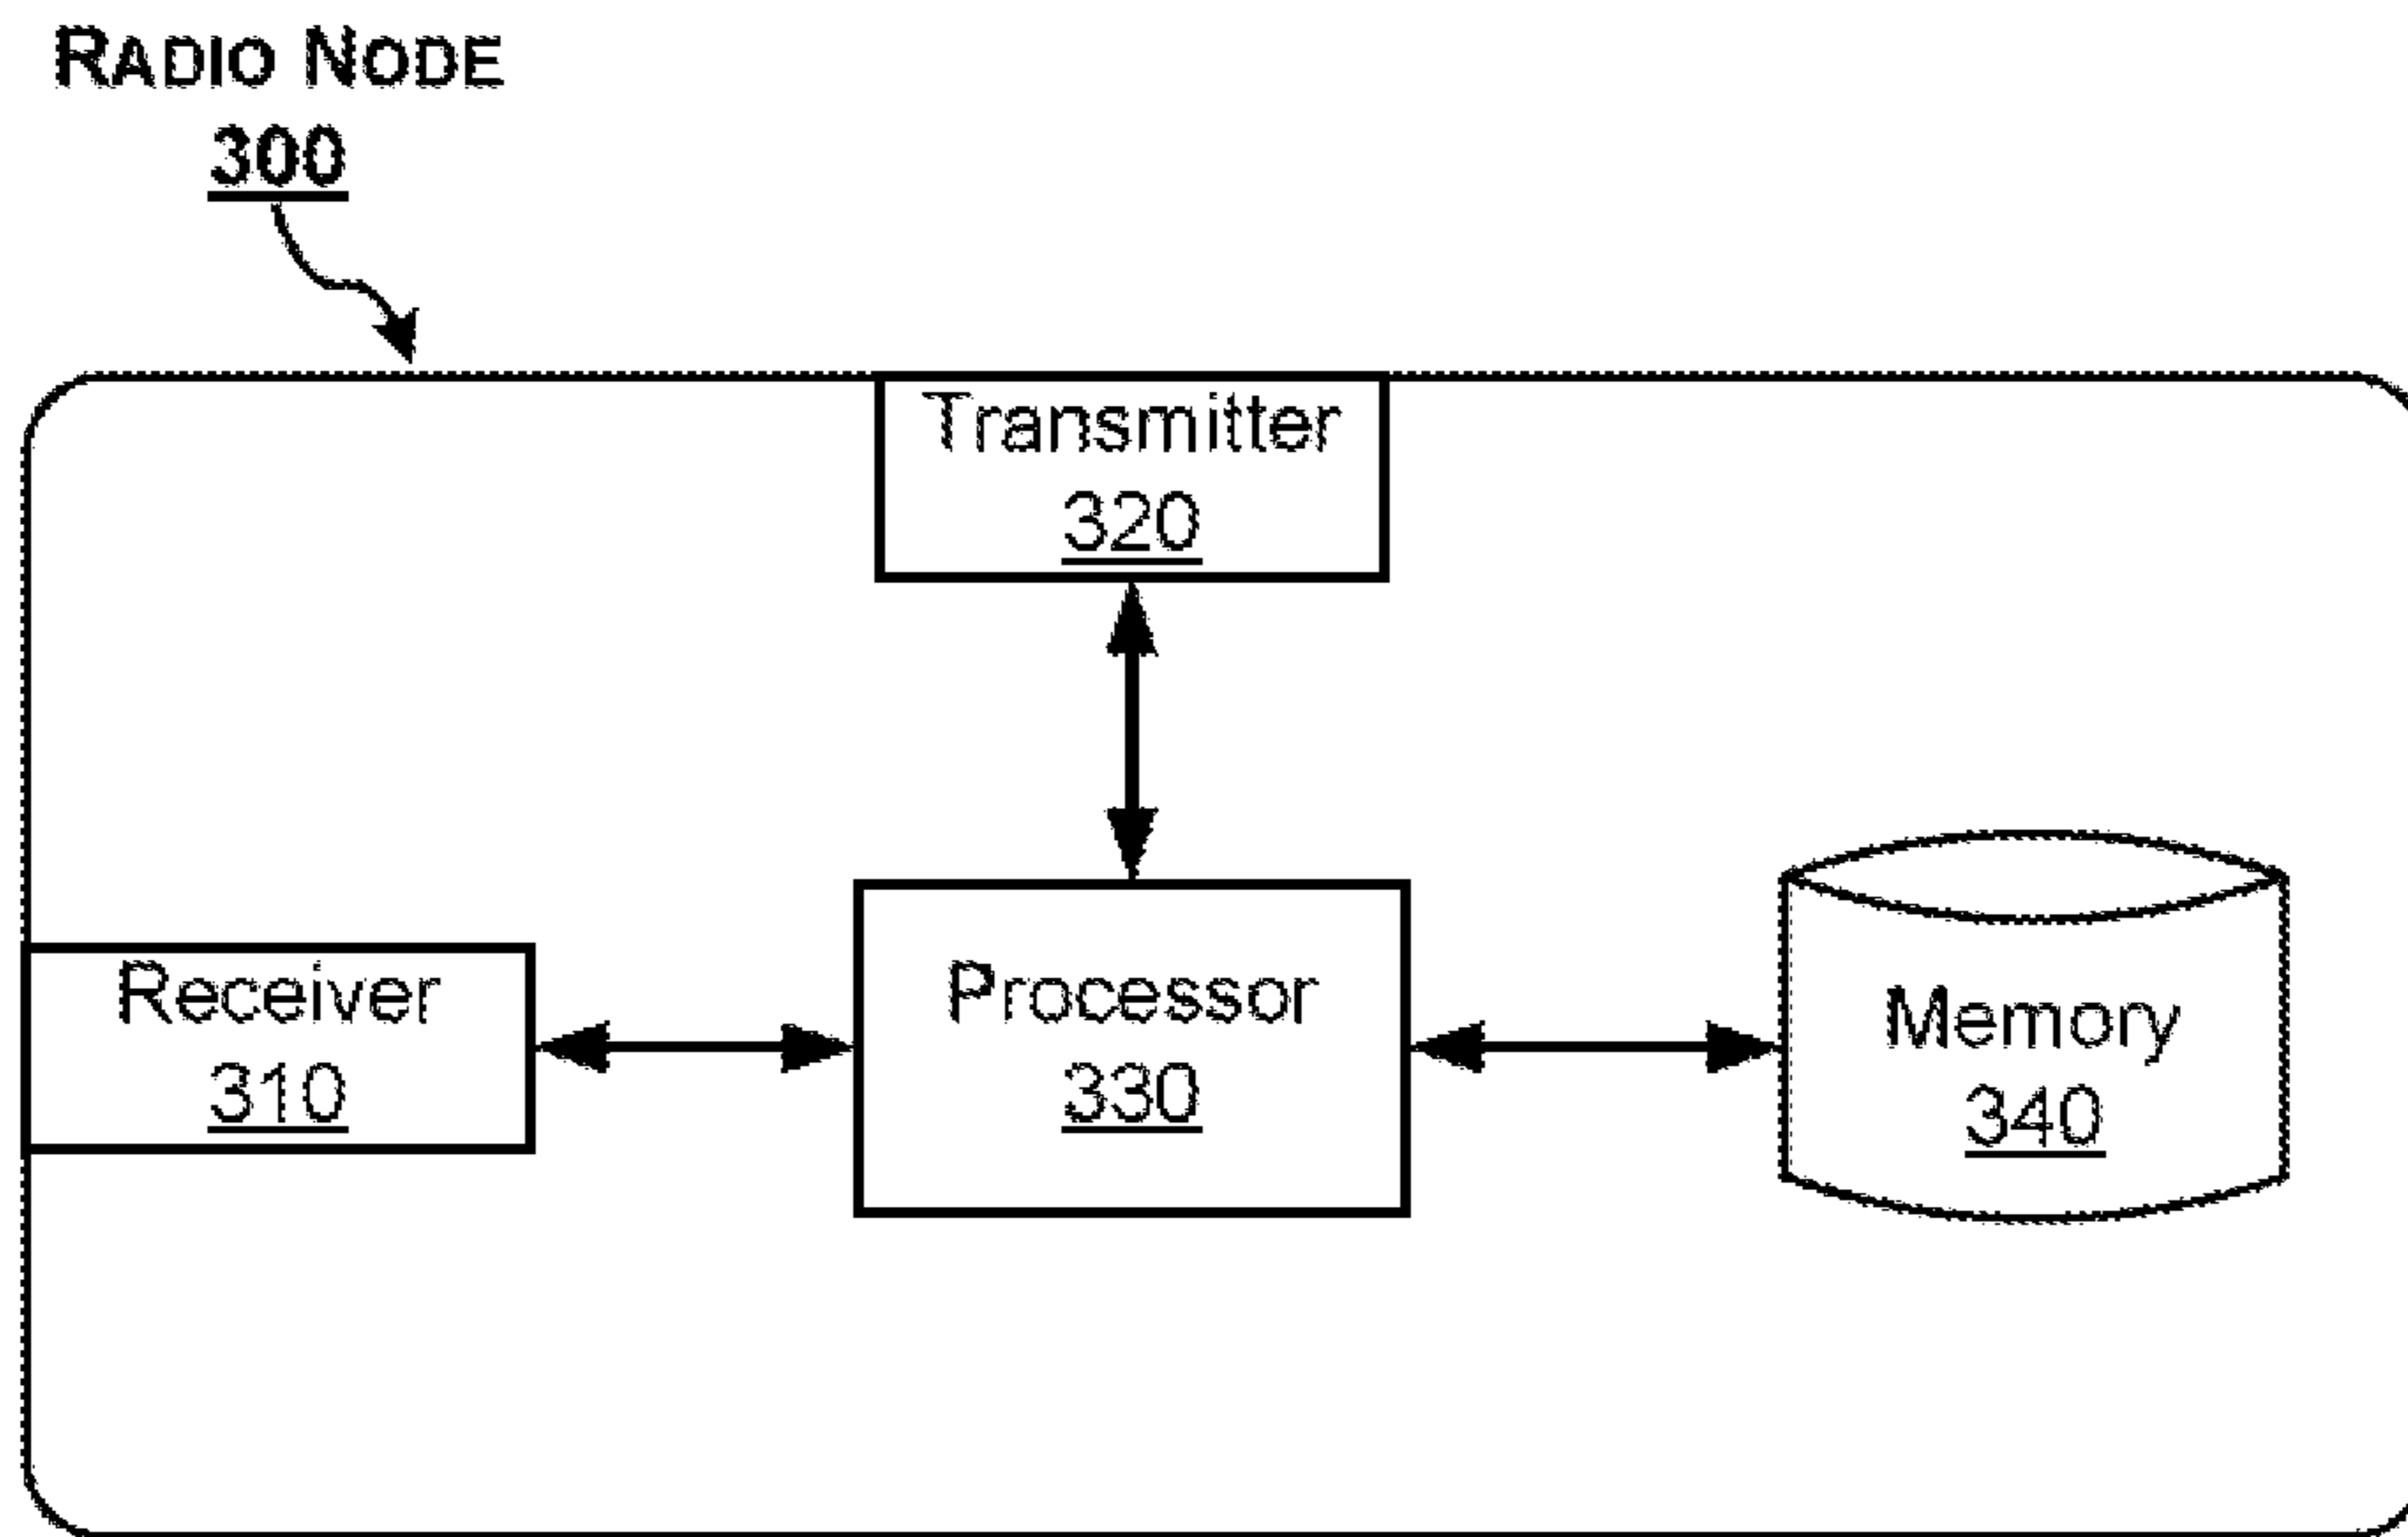 RADIO NODE
300
Transmitter
320
Receiver
310
Processor
330
Memory
340